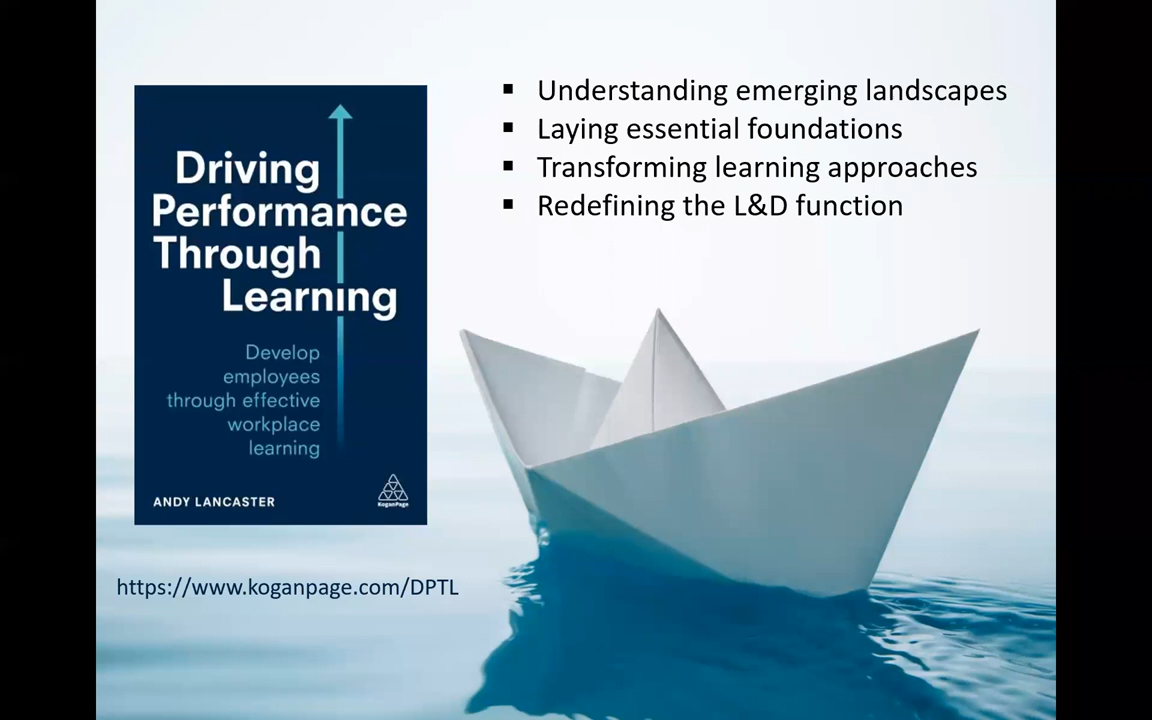 Driving
Performance
Through
Learning
Develop
employees
through effective
workplace
learning
ANDY LANCASTER
KoganPage
https://www.koganpage.com/DPTL
▪ Understanding emerging landscapes
▪ Laying essential foundations
▪ Transforming learning approaches
▪ Redefining the L&D function